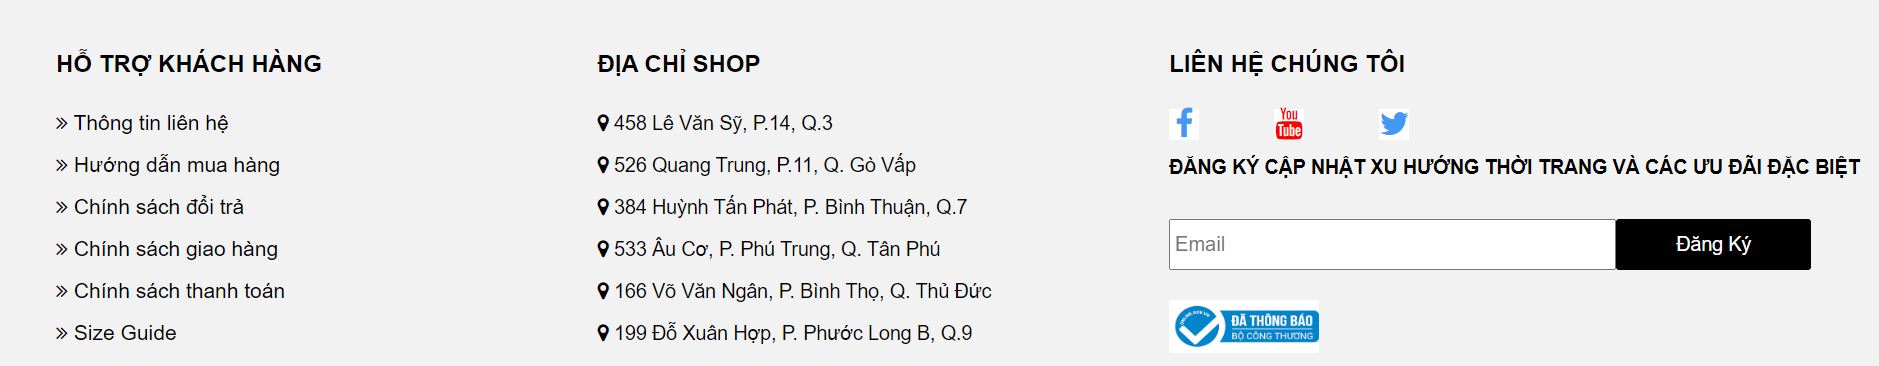 HỖ TRỢ KHÁCH HÀNG
Thông tin liên hệ
Hướng dẫn mua hàng
Chính sách đổi trả
Chính sách giao hàng
Chính sách thanh toán
Size Guide
ĐỊA CHỈ SHOP
458 Lê Văn Sỹ, P.14, Q.3
526 Quang Trung, P.11, Q. Gò Vấp
384 Huỳnh Tấn Phát, P. Bình Thuận, Q.7
533 Âu Cơ, P. Phú Trung, Q. Tân Phú
166 Võ Văn Ngân, P. Bình Thọ, Q. Thủ Đức
199 Đỗ Xuân Hợp, P. Phước Long B, Q.9
LIÊN HỆ CHÚNG TÔI
You
Tube
ĐĂNG KÝ CẬP NHẬT XU HƯỚNG THỜI TRANG VÀ CÁC ƯU ĐÃI ĐẶC BIỆT
Email
Đăng Ký
ONLINE.GOV.VN
ĐÃ THÔNG BÁO
BỘ CÔNG THƯƠNG